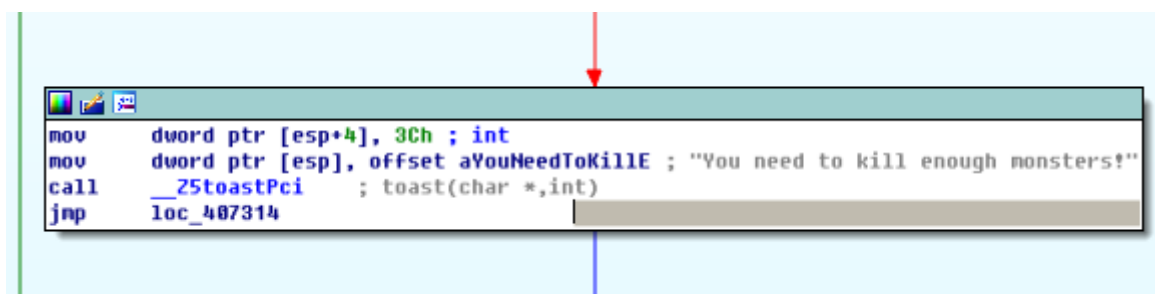 mov dword ptr [esp+4], 3Ch ; int
mov dword ptr [esp], offset aYouNeedToKillE ; "You need to kill enough monsters!"
call __Z5toastPci ; toast(char *,int)
jmp loc_407314